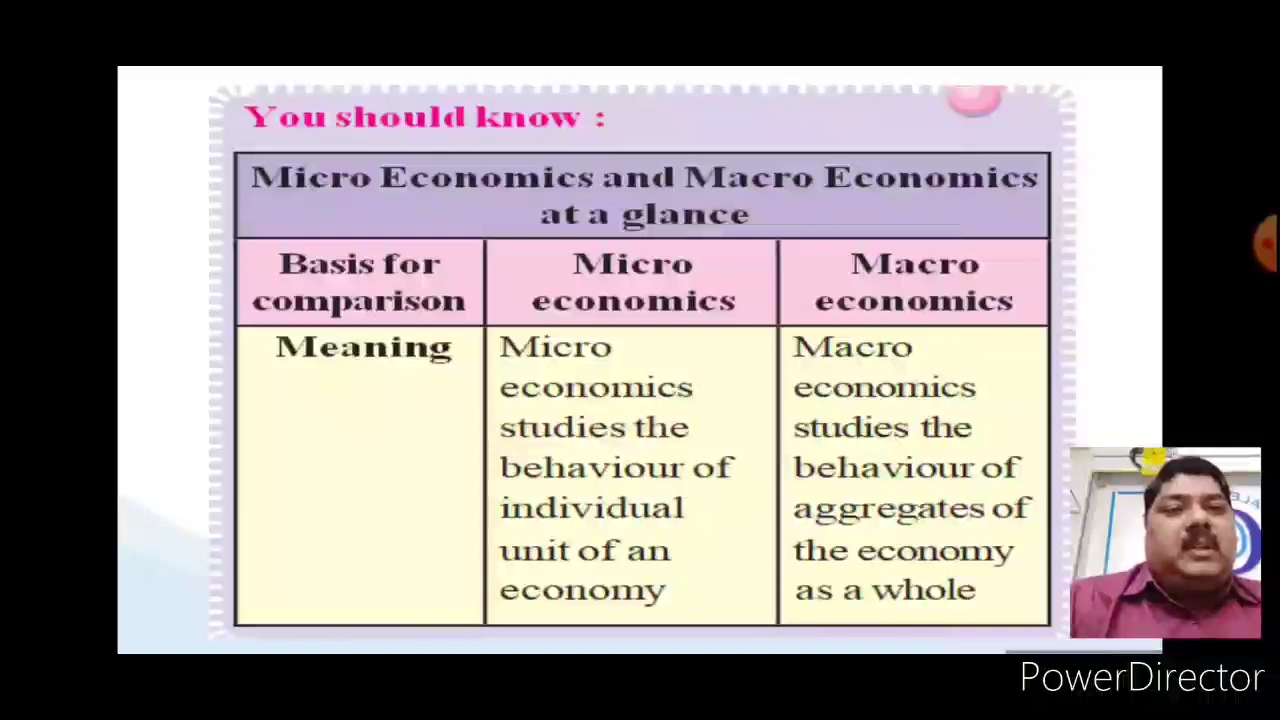 You should know :
Micro Economics and Macro Economics
at a glance
Basis for
comparison
Micro
economics
Macro
economics
Meaning
Micro
economics
studies the
behaviour of
individual
unit of an
economy
Macro
economics
studies the
behaviour of
aggregates of
the economy
as a whole
PowerDirector